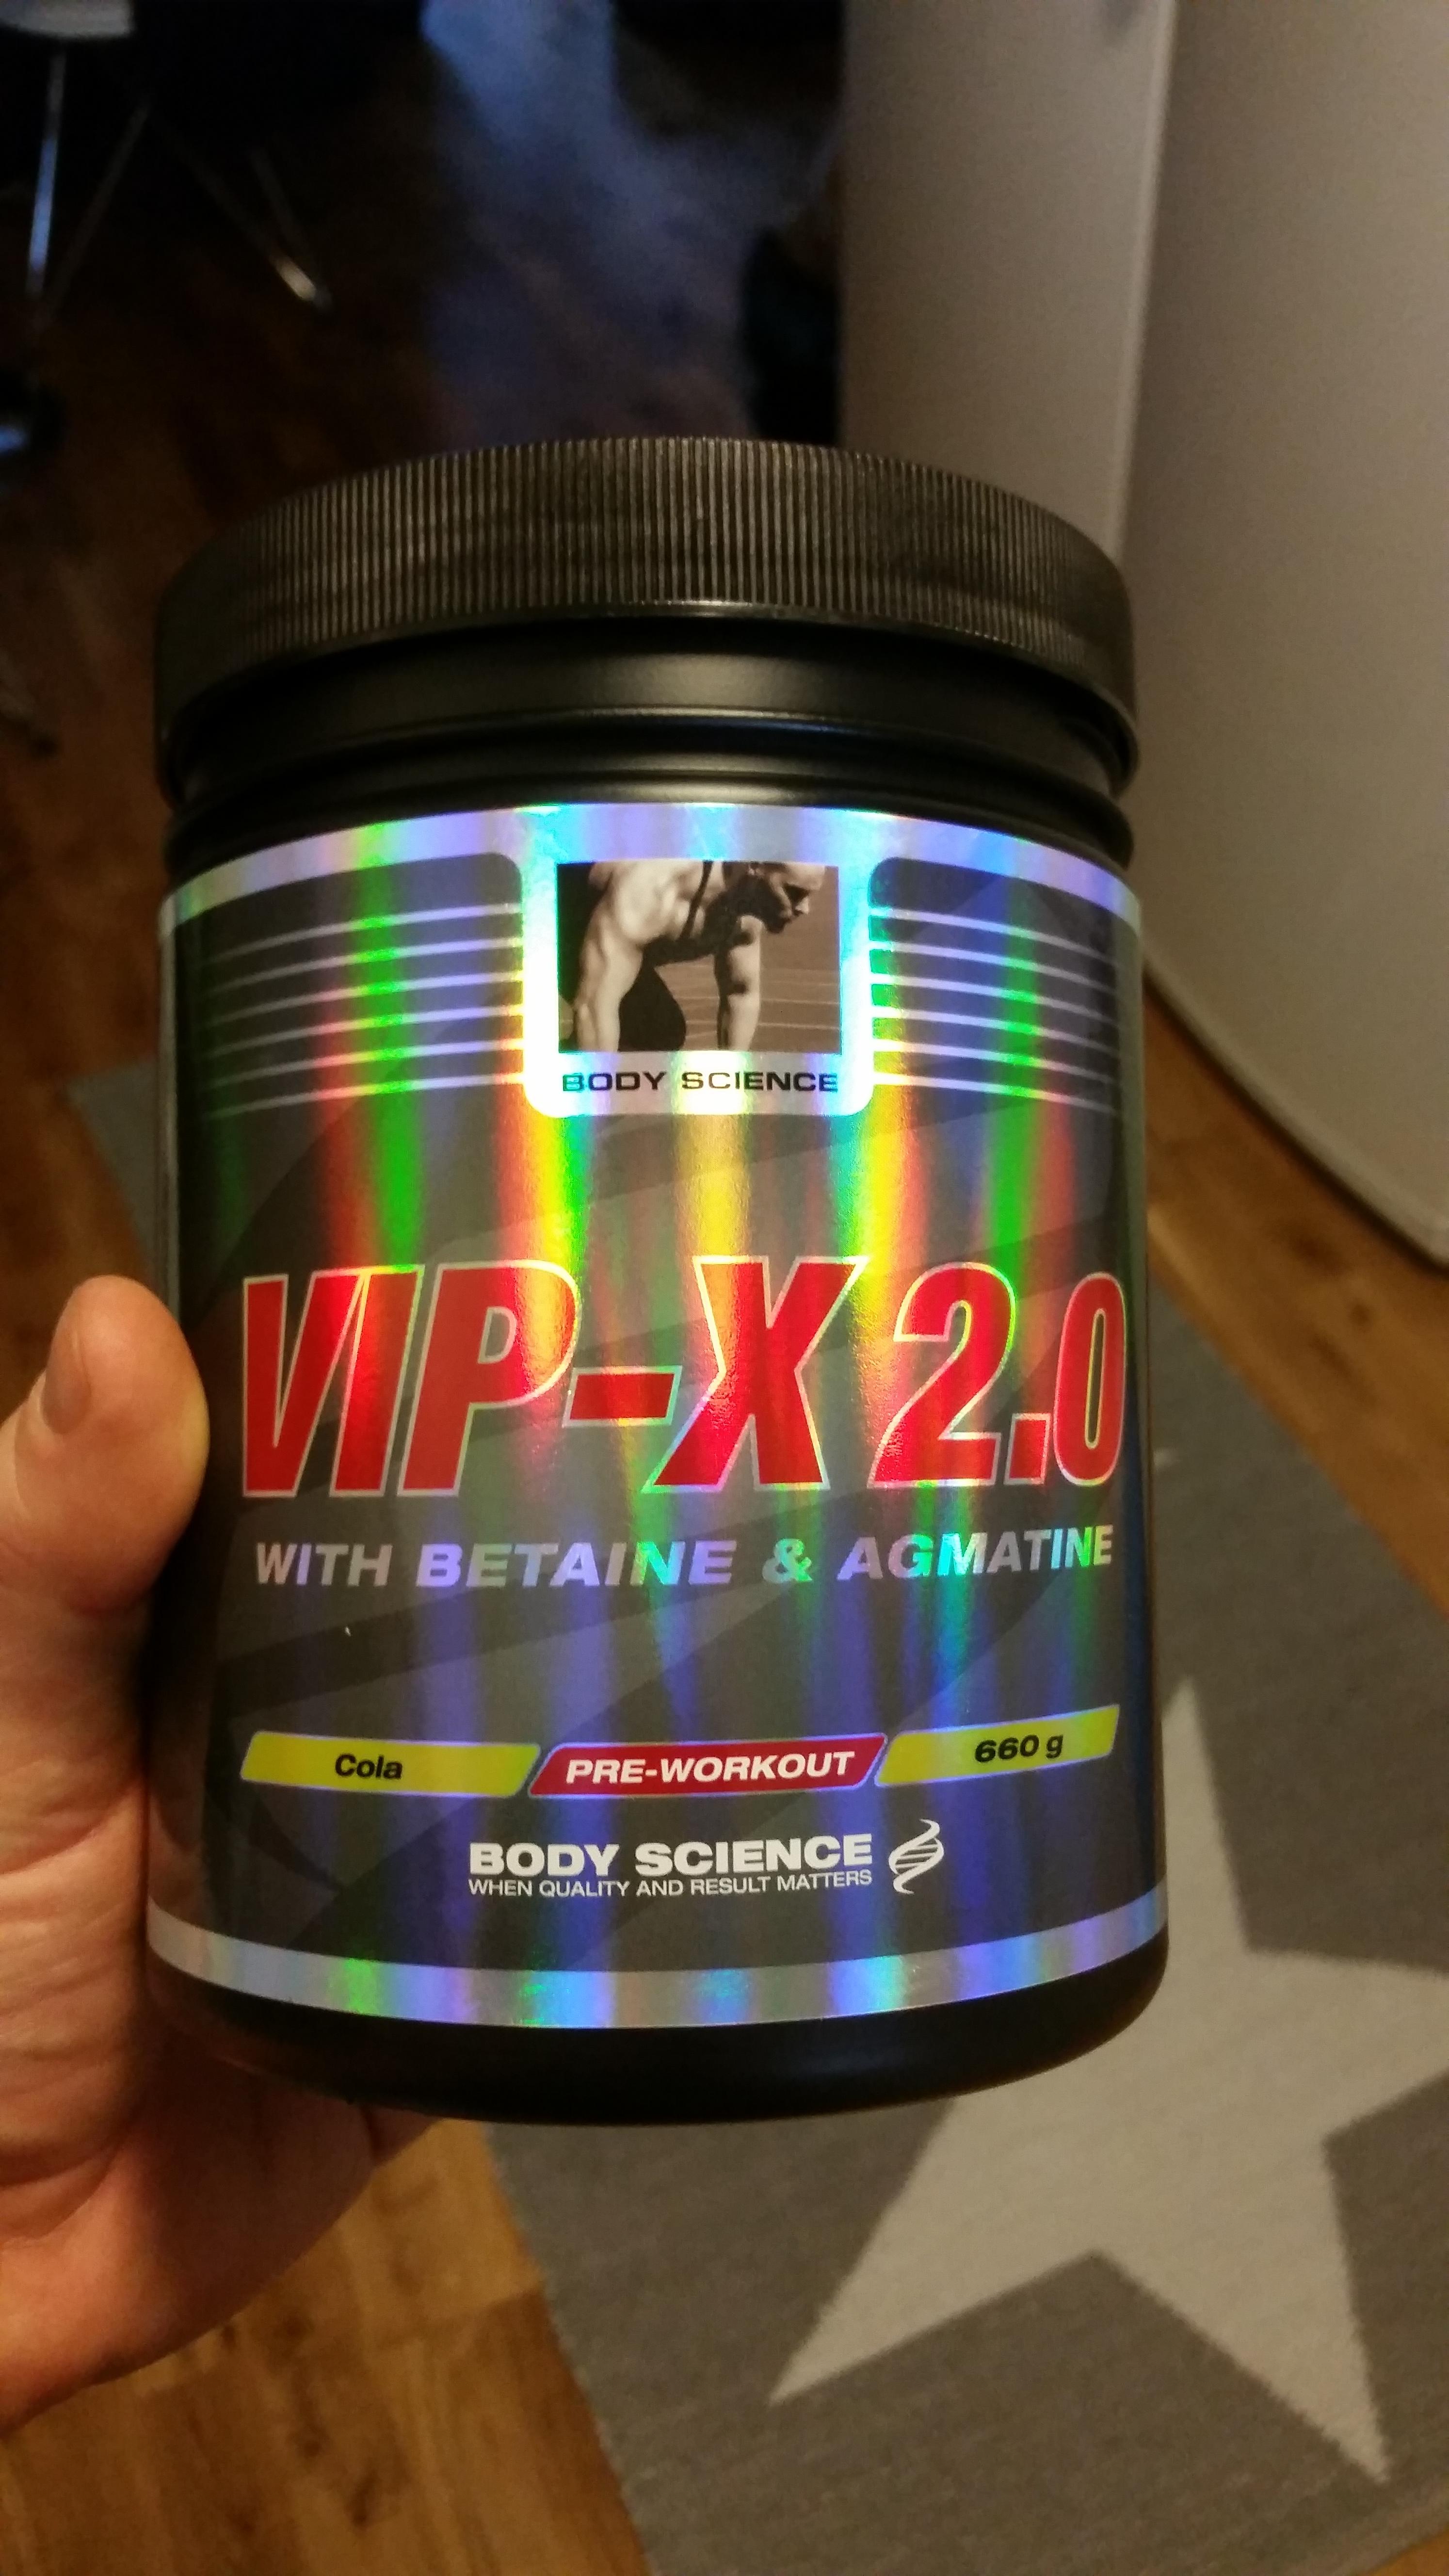 BODY SCIENCE
VIP-X 2.0
WITH BETAINE & AGMATINE
Cola PRE-WORKOUT 660 g
BODY SCIENCE
WHEN QUALITY AND RESULT MATTERS